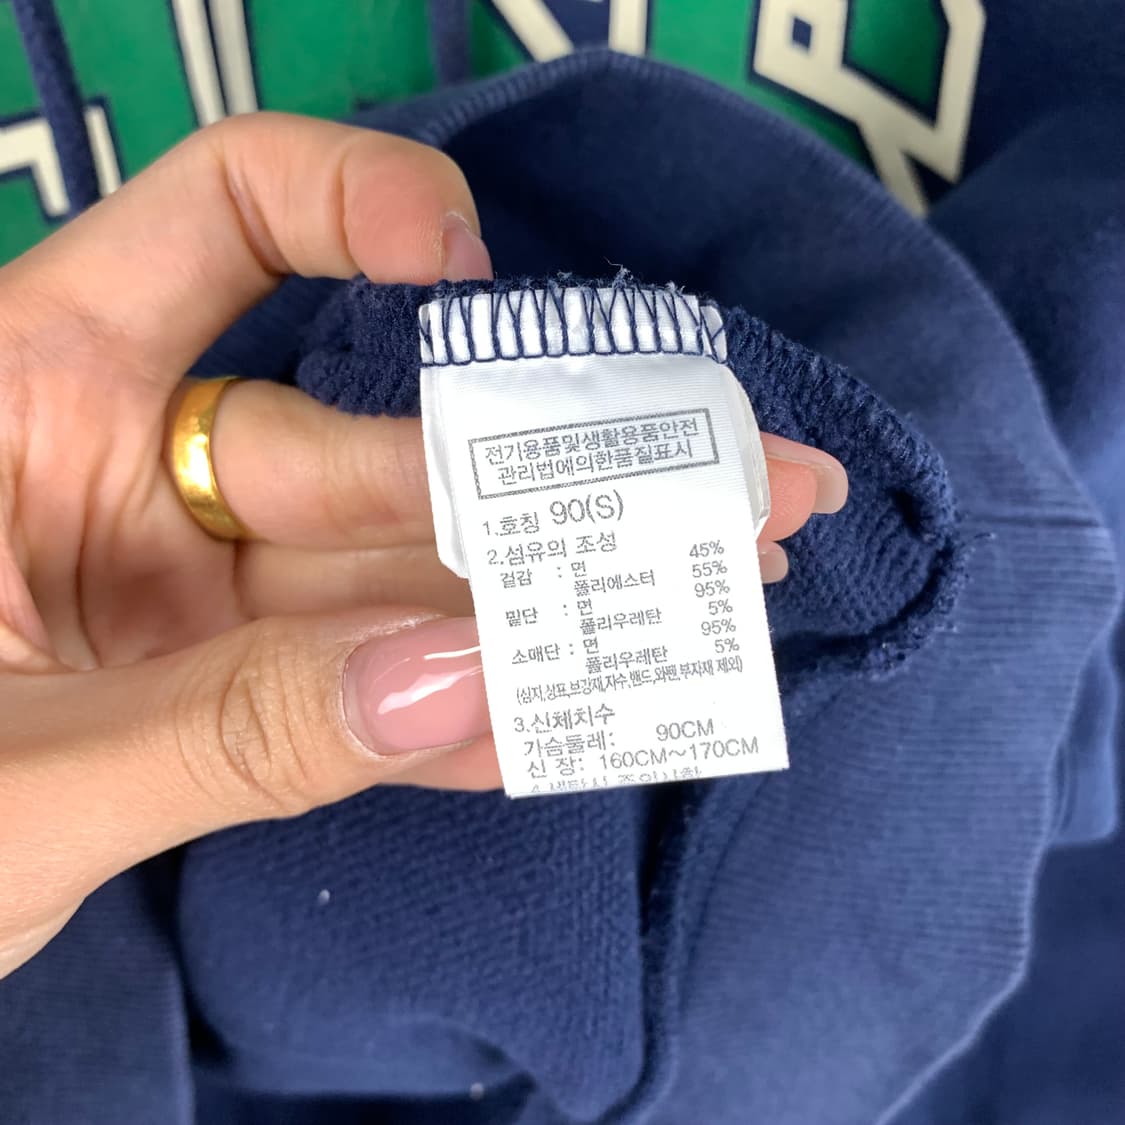 전기용품및생활용품안전
관리법에의한품질표시
1.호칭 90(S)
2.섬유의 조성
겉감 : 면 45%
폴리에스터 55%
밑단 : 면 95%
폴리우레탄 5%
소매단 : 면 95%
폴리우레탄 5%
(심지,성표,브강재,자수,밴드,와펜 부자재 제외)
3.신체치수
가슴둘레: 90CM
신 장: 160CM~170CM